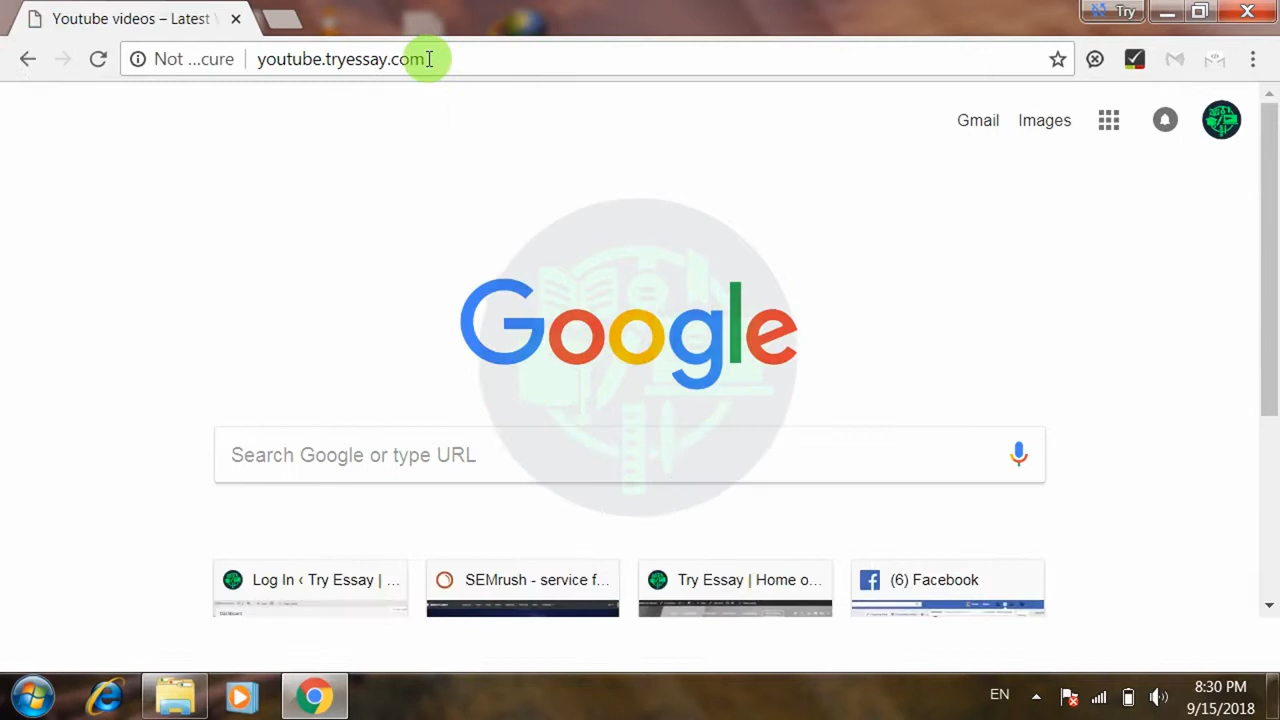 Youtube videos – Latest
Try
Not ...cure
youtube.tryessay.com
Gmail
Images
Google
Search Google or type URL
Log In ‹ Try Essay | ...
SEMrush - service f...
Try Essay | Home o...
(6) Facebook
EN
8:30 PM
9/15/2018